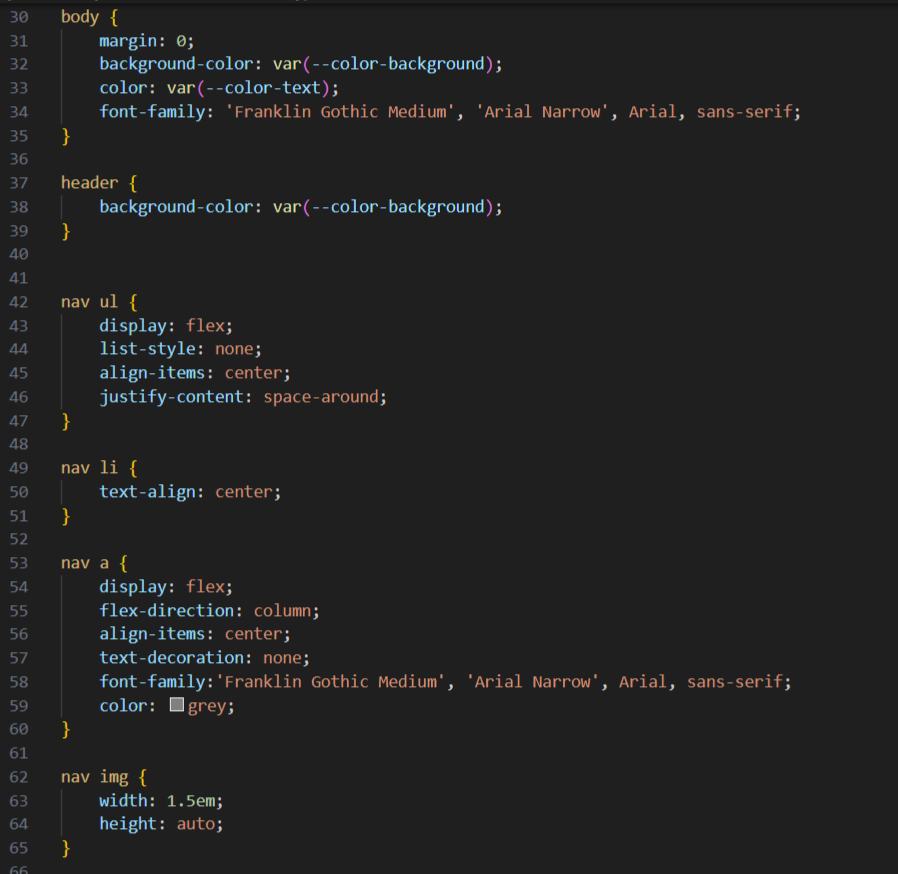 30 body {
31     margin: 0;
32     background-color: var(--color-background);
33     color: var(--color-text);
34     font-family: 'Franklin Gothic Medium', 'Arial Narrow', Arial, sans-serif;
35 }
36
37 header {
38     background-color: var(--color-background);
39 }
40
41
42 nav ul {
43     display: flex;
44     list-style: none;
45     align-items: center;
46     justify-content: space-around;
47 }
48
49 nav li {
50     text-align: center;
51 }
52
53 nav a {
54     display: flex;
55     flex-direction: column;
56     align-items: center;
57     text-decoration: none;
58     font-family:'Franklin Gothic Medium', 'Arial Narrow', Arial, sans-serif;
59     color: grey;
60 }
61
62 nav img {
63     width: 1.5em;
64     height: auto;
65 }
66